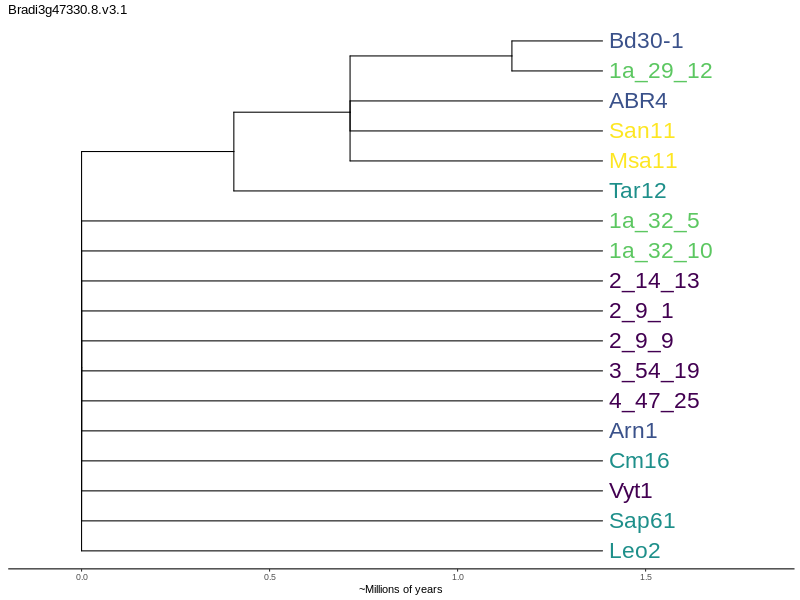 Bradi3g47330.8.v3.1
Bd30-1
1a_29_12
ABR4
San11
Msa11
Tar12
1a_32_5
1a_32_10
2_14_13
2_9_1
2_9_9
3_54_19
4_47_25
Arn1
Cm16
Vyt1
Sap61
Leo2
0.0 0.5 1.0 1.5
~Millions of years